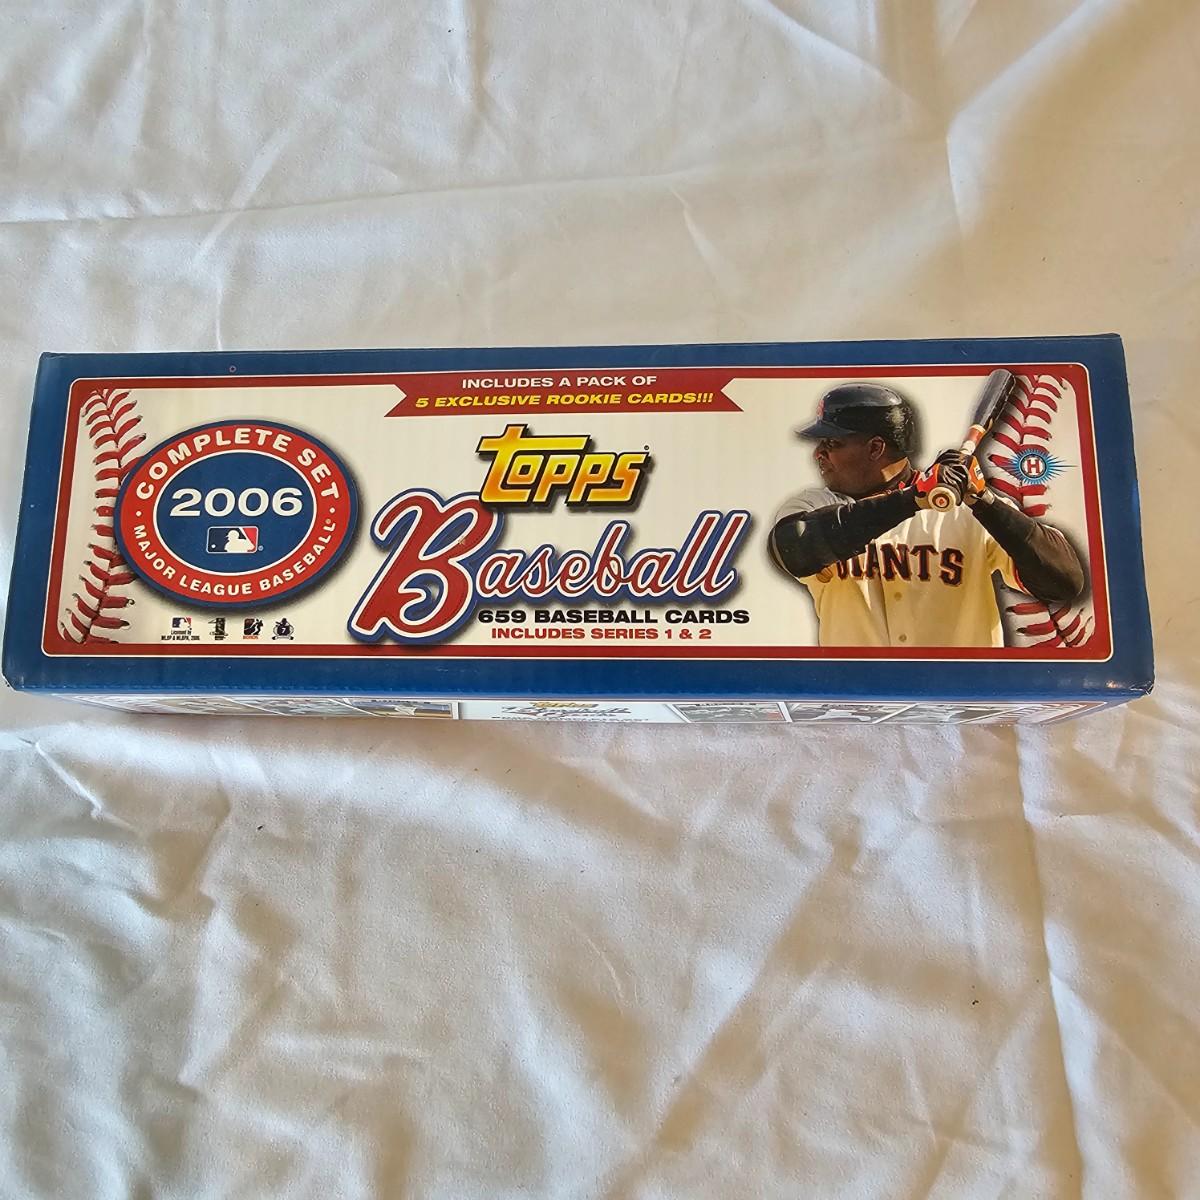 INCLUDES A PACK OF
5 EXCLUSIVE ROOKIE CARDS!!!
COMPLETE SET
2006
MAJOR LEAGUE BASEBALL
Topps
Baseball
659 BASEBALL CARDS
INCLUDES SERIES 1 & 2
GIANTS
H